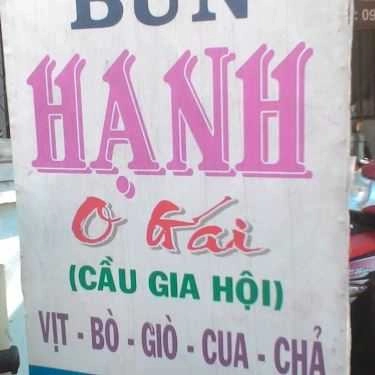 BÚN
HẠNH
O Gái
(CẦU GIA HỘI)
VỊT - BÒ - GIÒ - CUA - CHẢ